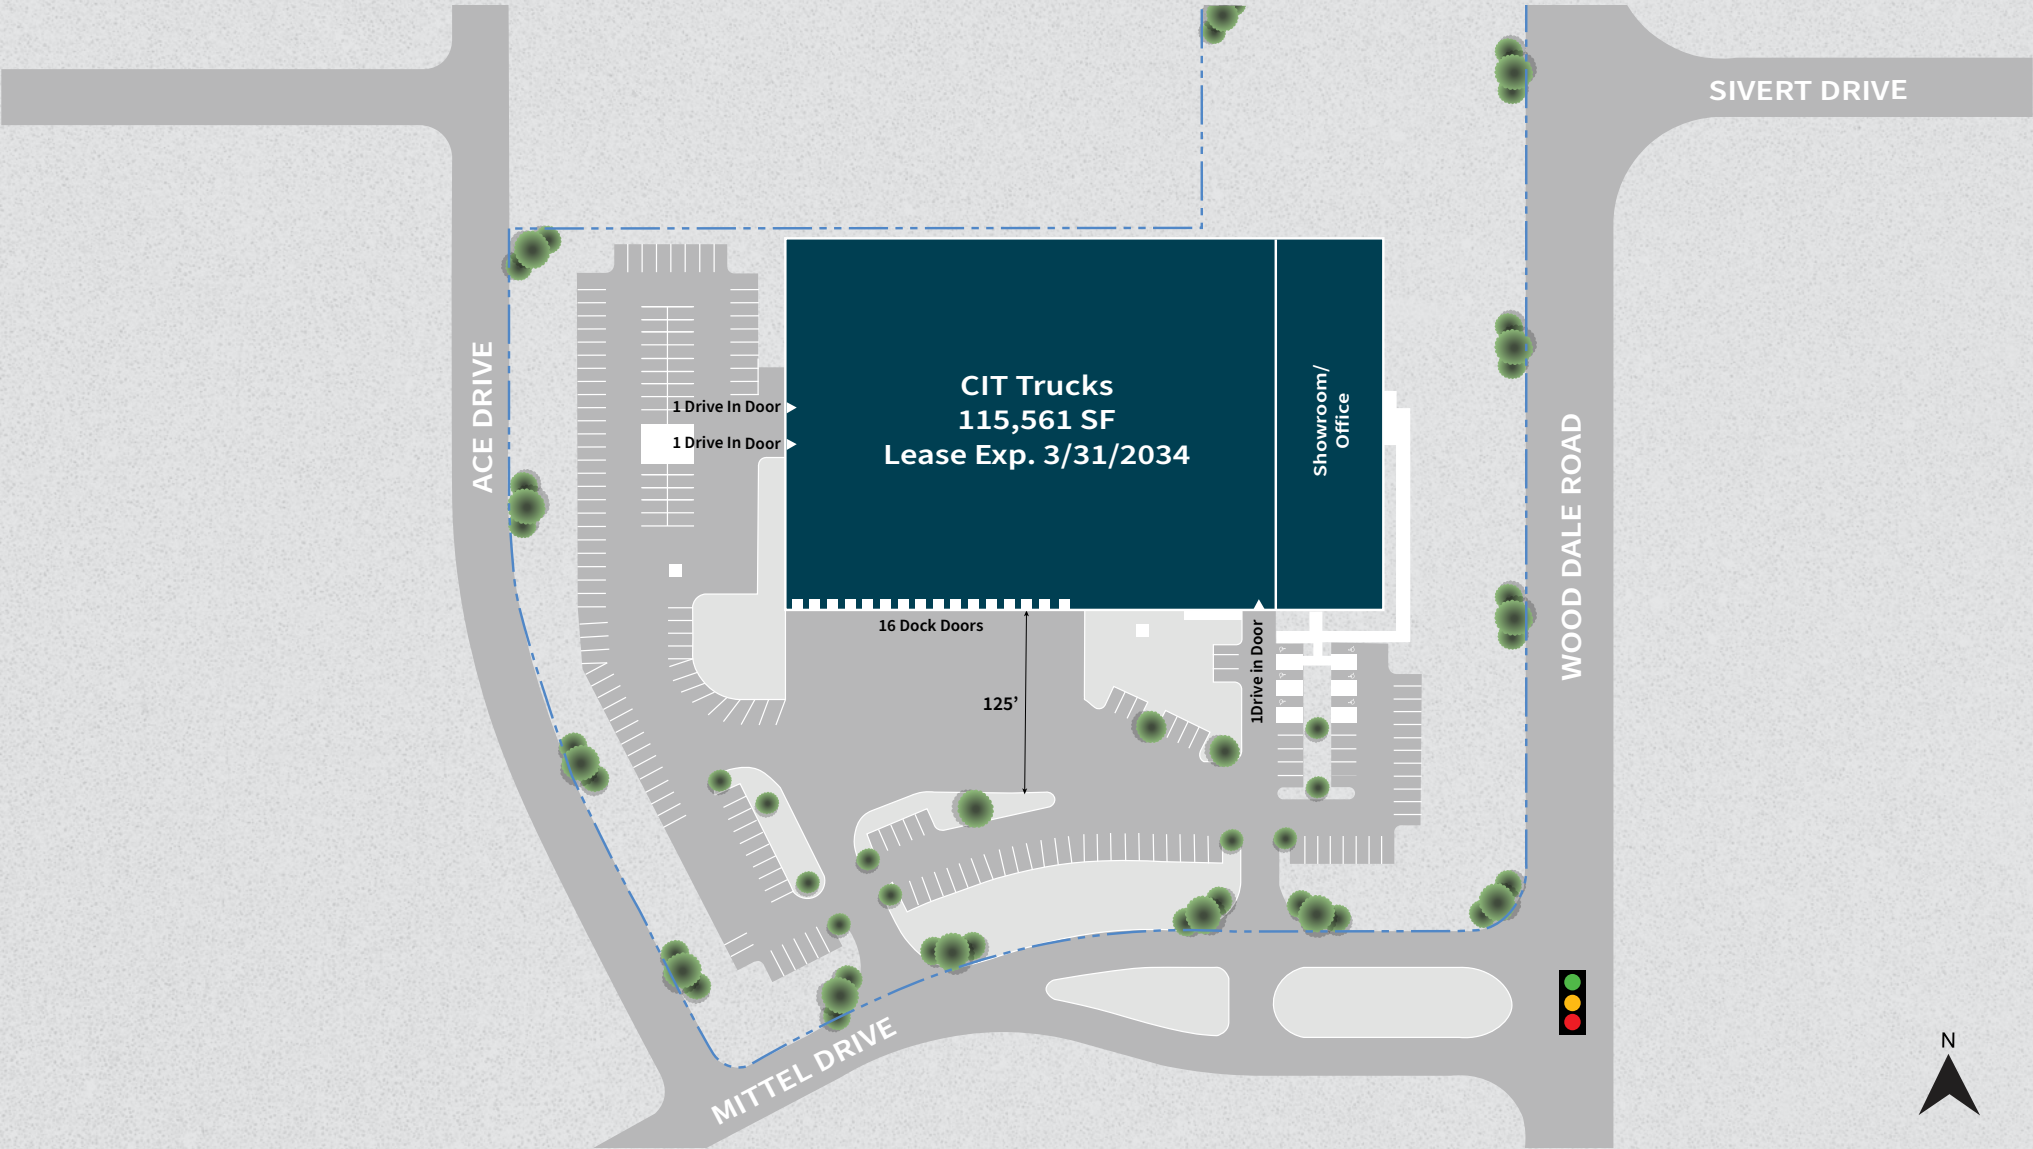 SIVERT DRIVE
ACE DRIVE
CIT Trucks
115,561 SF
Lease Exp. 3/31/2034
Showroom/
Office
1 Drive In Door
1 Drive In Door
WOOD DALE ROAD
16 Dock Doors
1Drive in Door
125’
MITTEL DRIVE
N